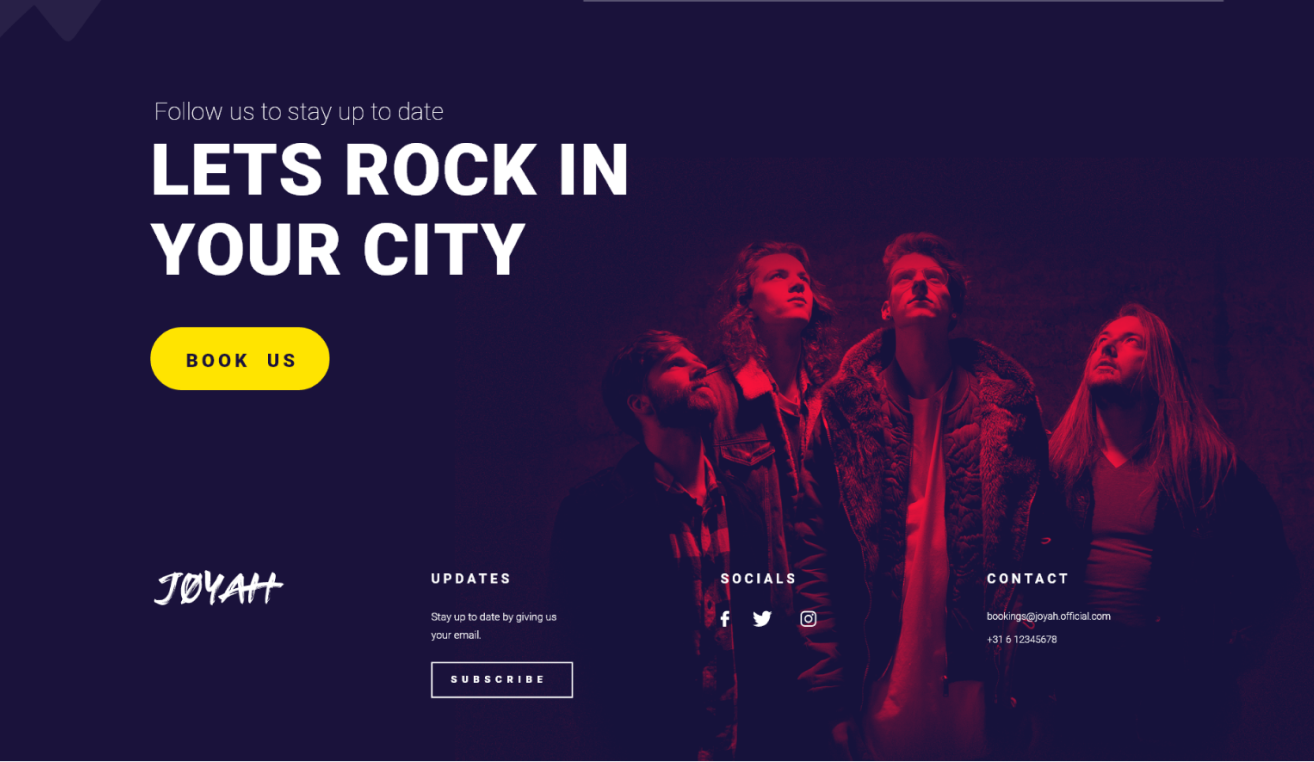 Follow us to stay up to date
LETS ROCK IN
YOUR CITY
BOOK US
JØYAH
UPDATES
Stay up to date by giving us
your email.
SUBSCRIBE
SOCIALS
CONTACT
bookings@joyah.official.com
+31 6 12345678